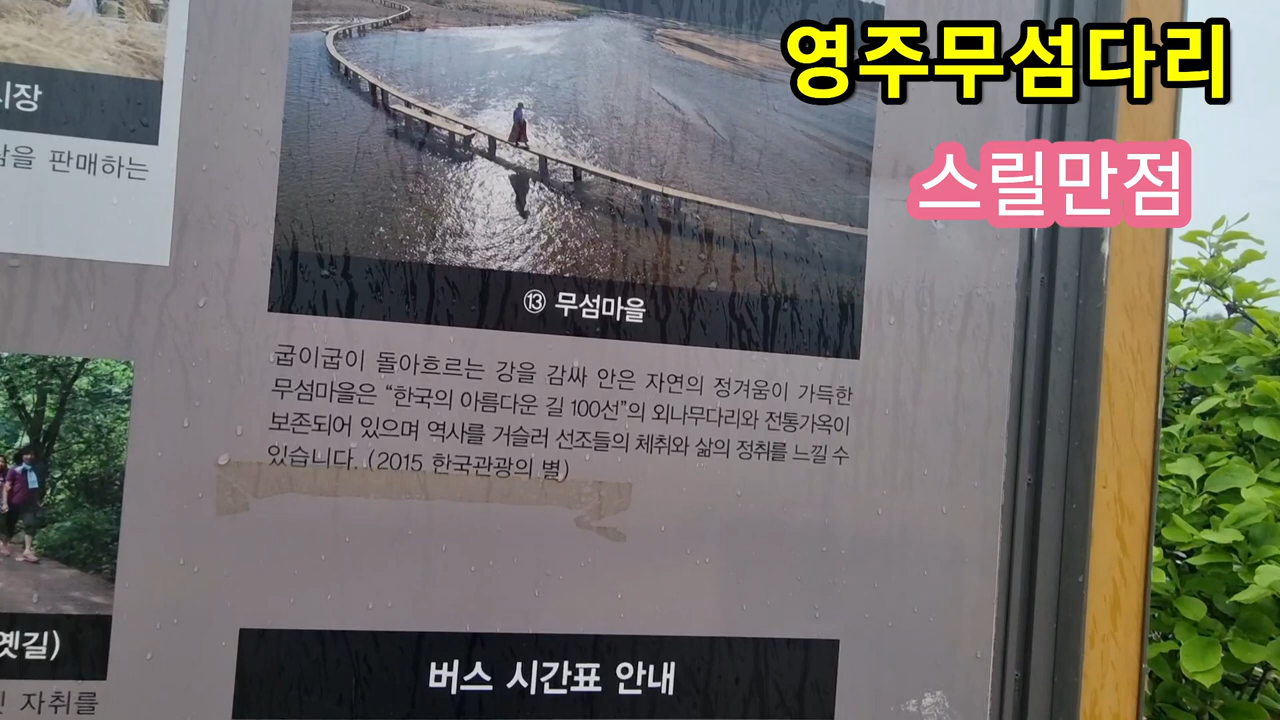 영주무섬다리
스릴만점
시장
을 판매하는
⑬ 무섬마을
굽이굽이 돌아흐르는 강을 감싸 안은 자연의 정겨움이 가득한
무섬마을은 “한국의 아름다운 길 100선”의 외나무다리와 전통가옥이
보존되어 있으며 역사를 거슬러 선조들의 체취와 삶의 정취를 느낄 수
있습니다. (2015 한국관광의 별)
옛길)
자취를
버스 시간표 안내